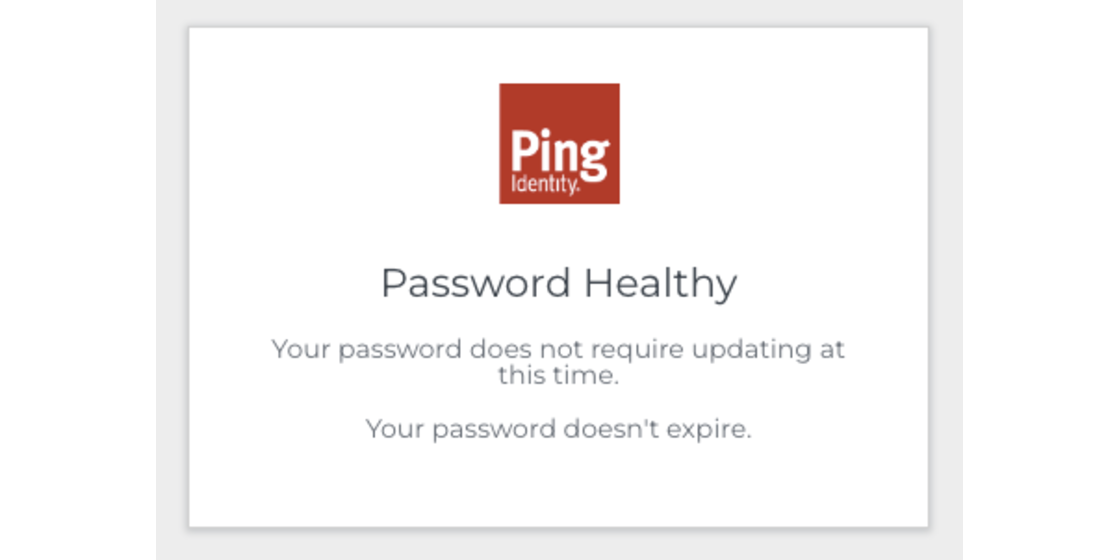 Ping
Identity.
Password Healthy
Your password does not require updating at
this time.
Your password doesn't expire.